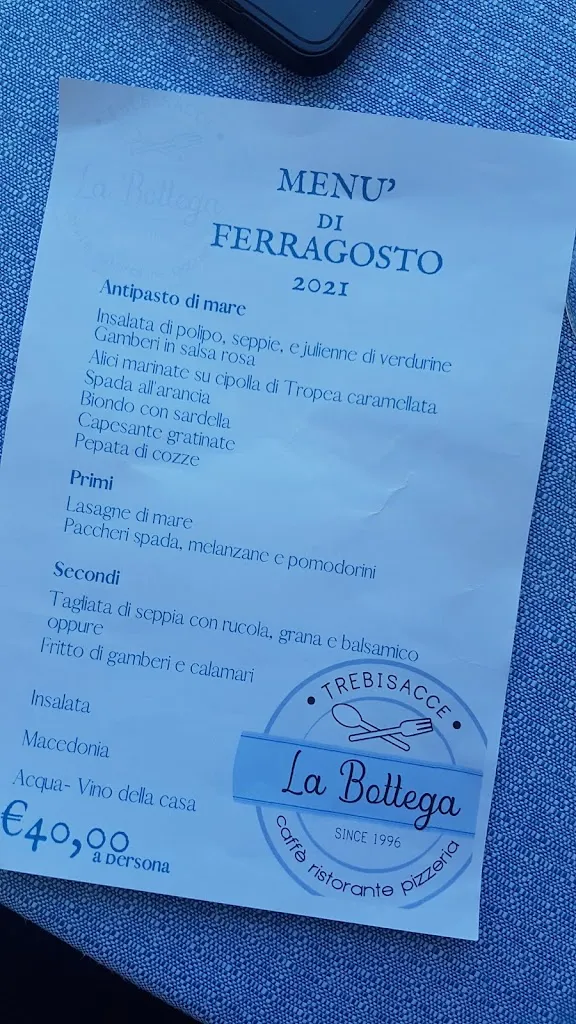 La Bottega
MENU'
DI
FERRAGOSTO
2021
Antipasto di mare
Insalata di polipo, seppie, e julienne di verdurine
Gamberi in salsa rosa
Alici marinate su cipolla di Tropea caramellata
Spada all'arancia
Biondo con sardella
Capesante gratinate
Pepata di cozze
Primi
Lasagne di mare
Paccheri spada, melanzane e pomodorini
Secondi
Tagliata di seppia con rucola, grana e balsamico
oppure
Fritto di gamberi e calamari
Insalata
Macedonia
Acqua- Vino della casa
€40,00
a persona
TREBISACCE
La Bottega
SINCE 1996
caffè ristorante pizzeria